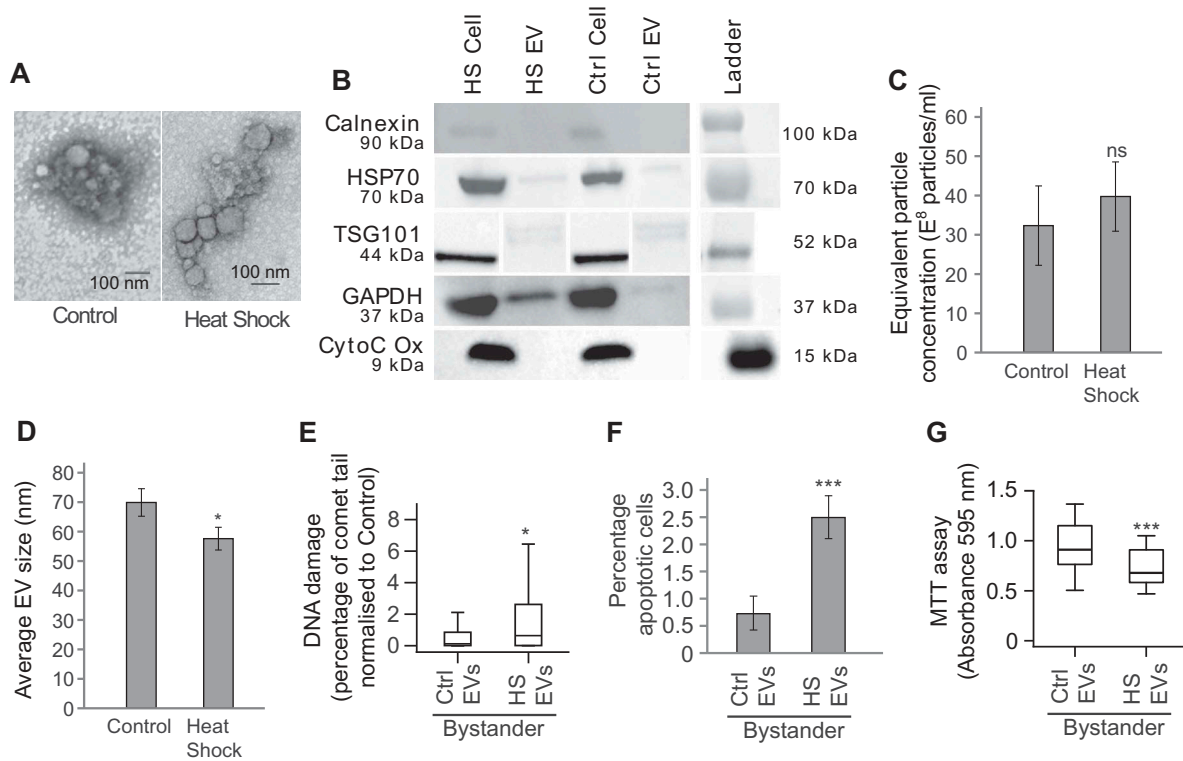 A
100 nm
100 nm
Control
Heat Shock
B
HS Cell
HS EV
Ctrl Cell
Ctrl EV
Ladder
Calnexin
90 kDa
100 kDa
HSP70
70 kDa
70 kDa
TSG101
44 kDa
52 kDa
GAPDH
37 kDa
37 kDa
CytoC Ox
9 kDa
15 kDa
C
Equivalent particle
concentration (E⁸ particles/ml)
60
50
40
30
20
10
0
ns
Control
Heat
Shock
D
Average EV size (nm)
80
70
60
50
40
30
20
10
0
*
Control
Heat
Shock
E
DNA damage
(percentage of comet tail
normalised to Control)
8
6
4
2
0
*
Ctrl
EVs
HS
EVs
Bystander
F
Percentage
apoptotic cells
3.0
2.5
2.0
1.5
1.0
0.5
0
***
Ctrl
EVs
HS
EVs
Bystander
G
MTT assay
(Absorbance 595 nm)
1.5
1.0
0.5
0
***
Ctrl
EVs
HS
EVs
Bystander